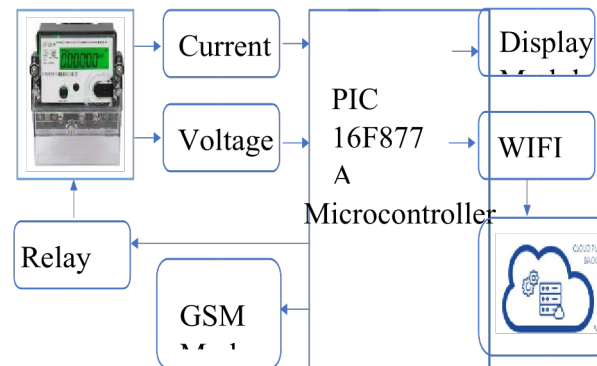 Current
Display
PIC
16F877
A
Microcontroller
Voltage
WIFI
Relay
GSM